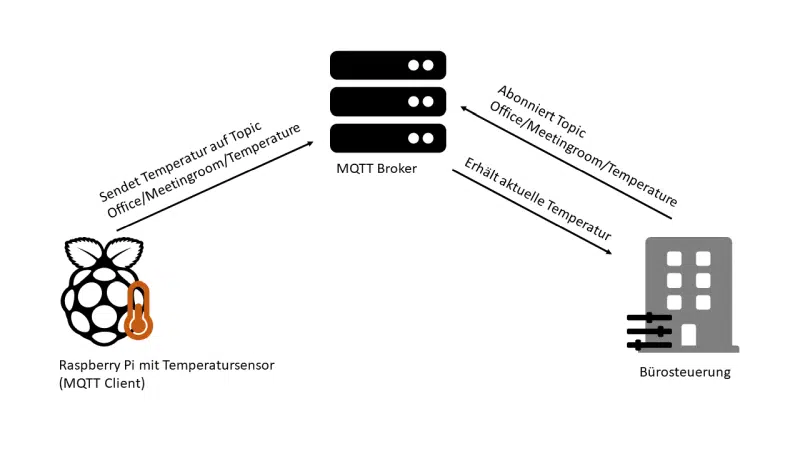 Sendet Temperatur auf Topic
Office/Meetingroom/Temperature
MQTT Broker
Abonniert Topic
Office/Meetingroom/Temperature
Erhält aktuelle Temperatur
Raspberry Pi mit Temperatursensor
(MQTT Client)
Bürosteuerung